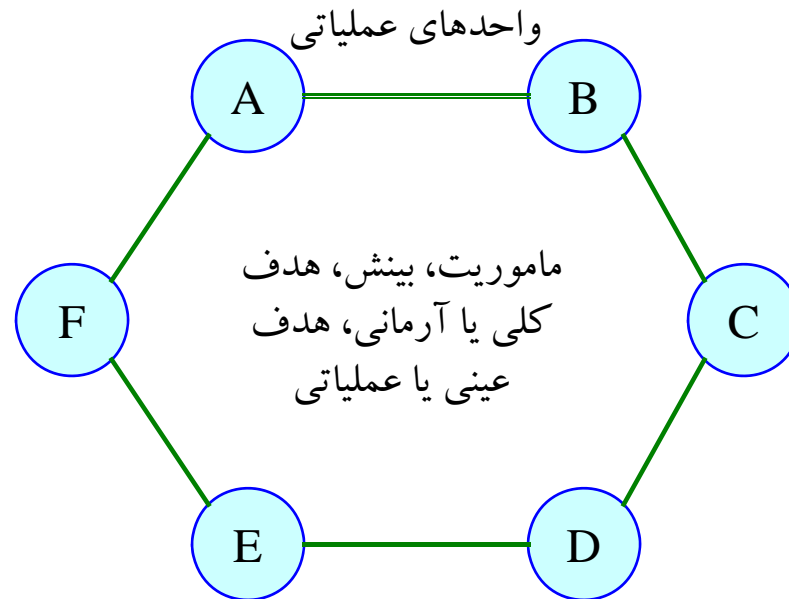 واحدهای عملیاتی
A
B
ماموریت، بینش، هدف
کلی یا آرمانی، هدف
عینی یا عملیاتی
F
C
E
D